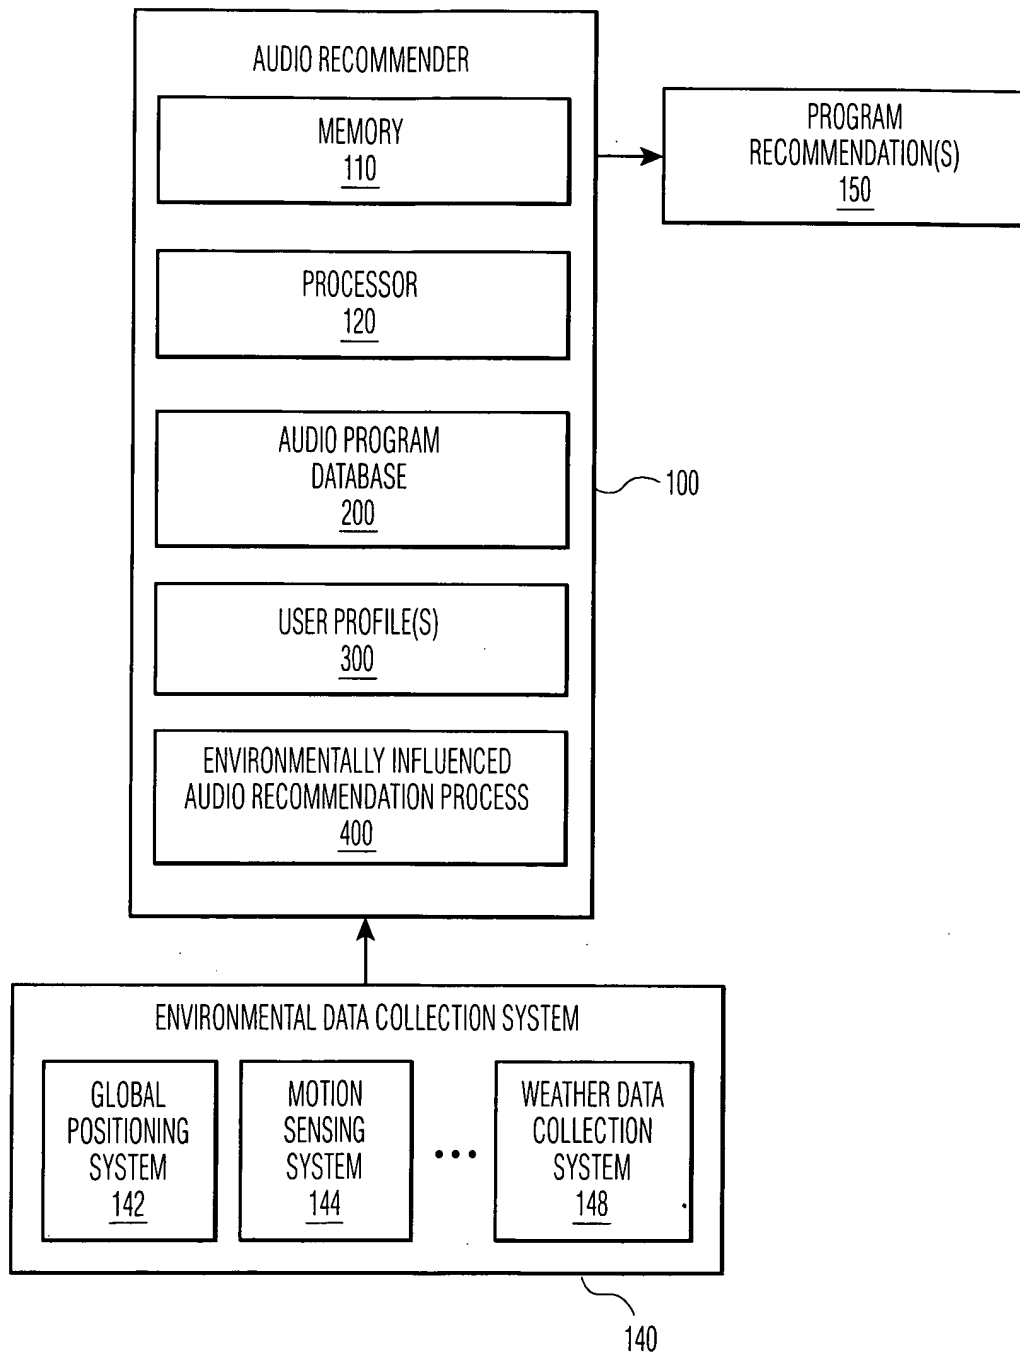 AUDIO RECOMMENDER
MEMORY
110
PROCESSOR
120
AUDIO PROGRAM
DATABASE
200
USER PROFILE(S)
300
ENVIRONMENTALLY INFLUENCED
AUDIO RECOMMENDATION PROCESS
400
PROGRAM
RECOMMENDATION(S)
150
100
ENVIRONMENTAL DATA COLLECTION SYSTEM
GLOBAL
POSITIONING
SYSTEM
142
MOTION
SENSING
SYSTEM
144
•••
WEATHER DATA
COLLECTION
SYSTEM
148
140